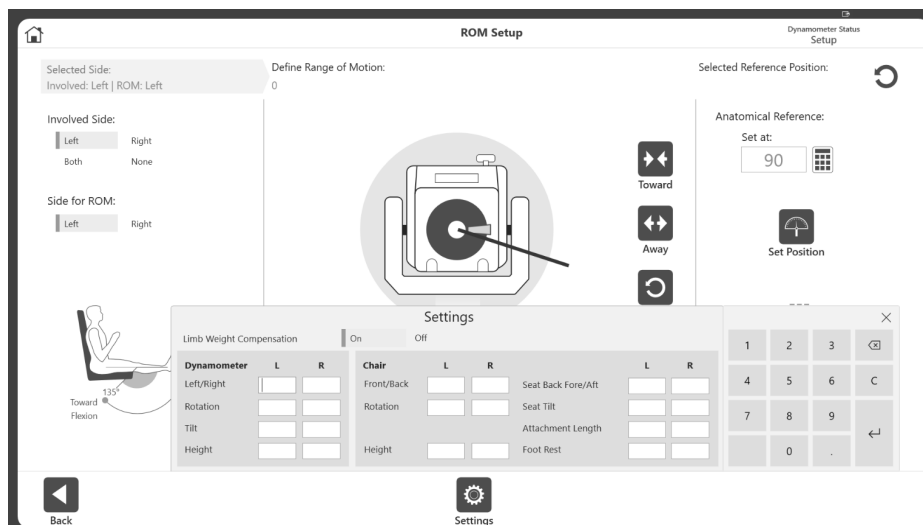 ROM Setup
Dynamometer Status
Setup
Selected Side:
Involved: Left | ROM: Left
Define Range of Motion:
0
Selected Reference Position:
Involved Side:
Left Right
Both None
Side for ROM:
Left Right
Toward
Away
Anatomical Reference:
Set at:
90
Set Position
135°
Toward
Flexion
Settings
Limb Weight Compensation On Off
Dynamometer L R
Left/Right
Rotation
Tilt
Height
Chair L R L R
Front/Back Seat Back Fore/Aft
Rotation Seat Tilt
Attachment Length
Height Foot Rest
1 2 3
4 5 6 C
7 8 9
0 .
Back
Settings